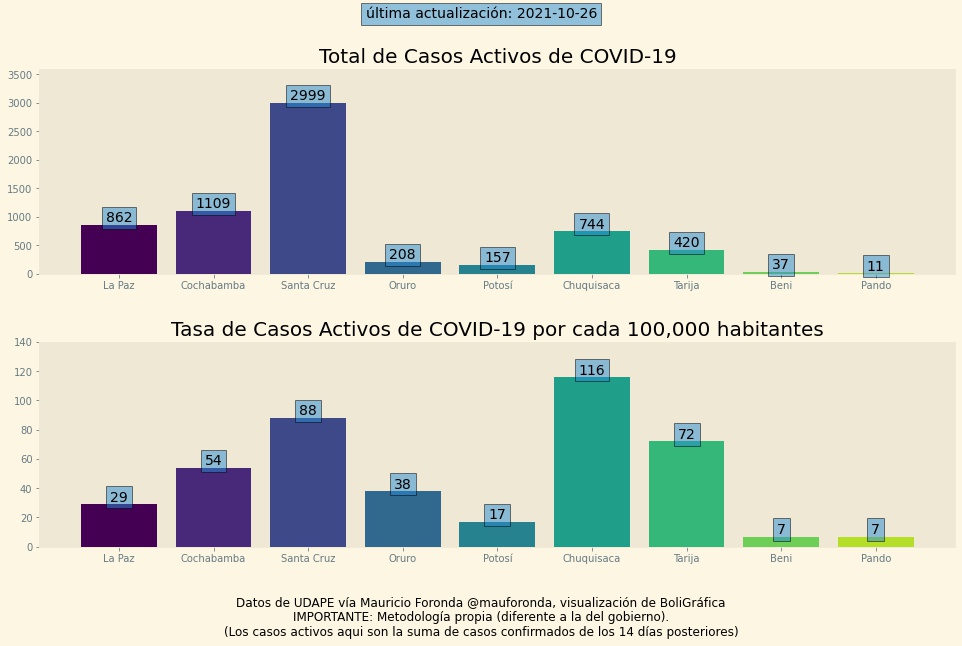 última actualización: 2021-10-26
Total de Casos Activos de COVID-19
3500
3000
2500
2000
1500
1000
500
0
862
1109
2999
208
157
744
420
37
11
La Paz
Cochabamba
Santa Cruz
Oruro
Potosí
Chuquisaca
Tarija
Beni
Pando
Tasa de Casos Activos de COVID-19 por cada 100,000 habitantes
140
120
100
80
60
40
20
0
29
54
88
38
17
116
72
7
7
La Paz
Cochabamba
Santa Cruz
Oruro
Potosí
Chuquisaca
Tarija
Beni
Pando
Datos de UDAPE vía Mauricio Foronda @mauforonda, visualización de BoliGráfica
IMPORTANTE: Metodología propia (diferente a la del gobierno).
(Los casos activos aqui son la suma de casos confirmados de los 14 días posteriores)